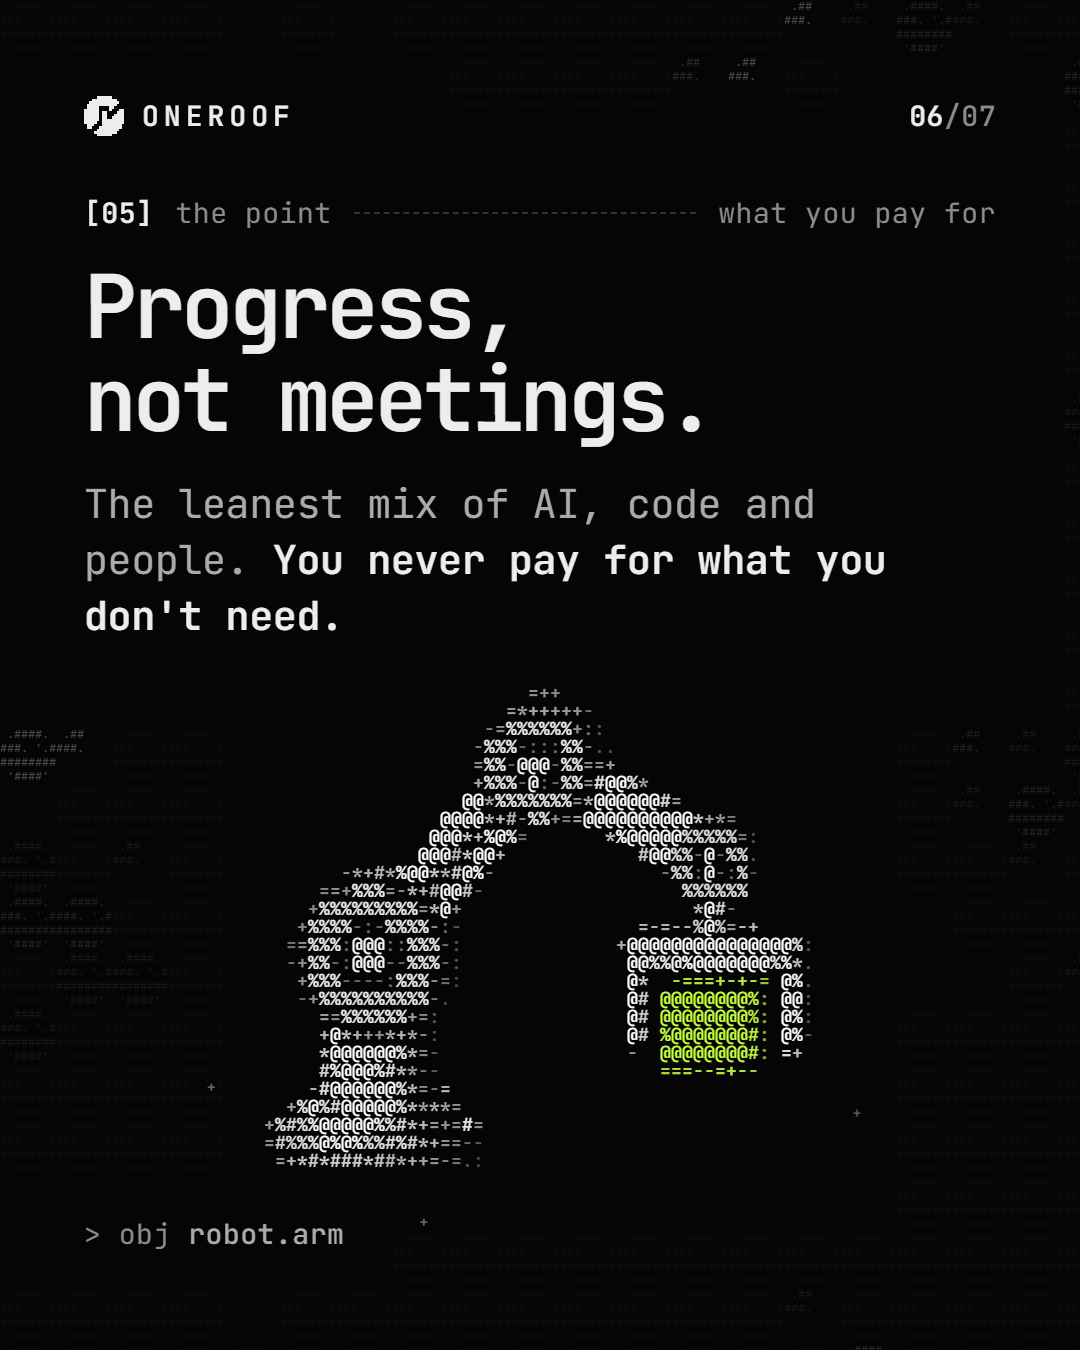 ONEROOF
06/07
[05] the point what you pay for
Progress,
not meetings.
The leanest mix of AI, code and
people. You never pay for what you
don't need.
> obj robot.arm